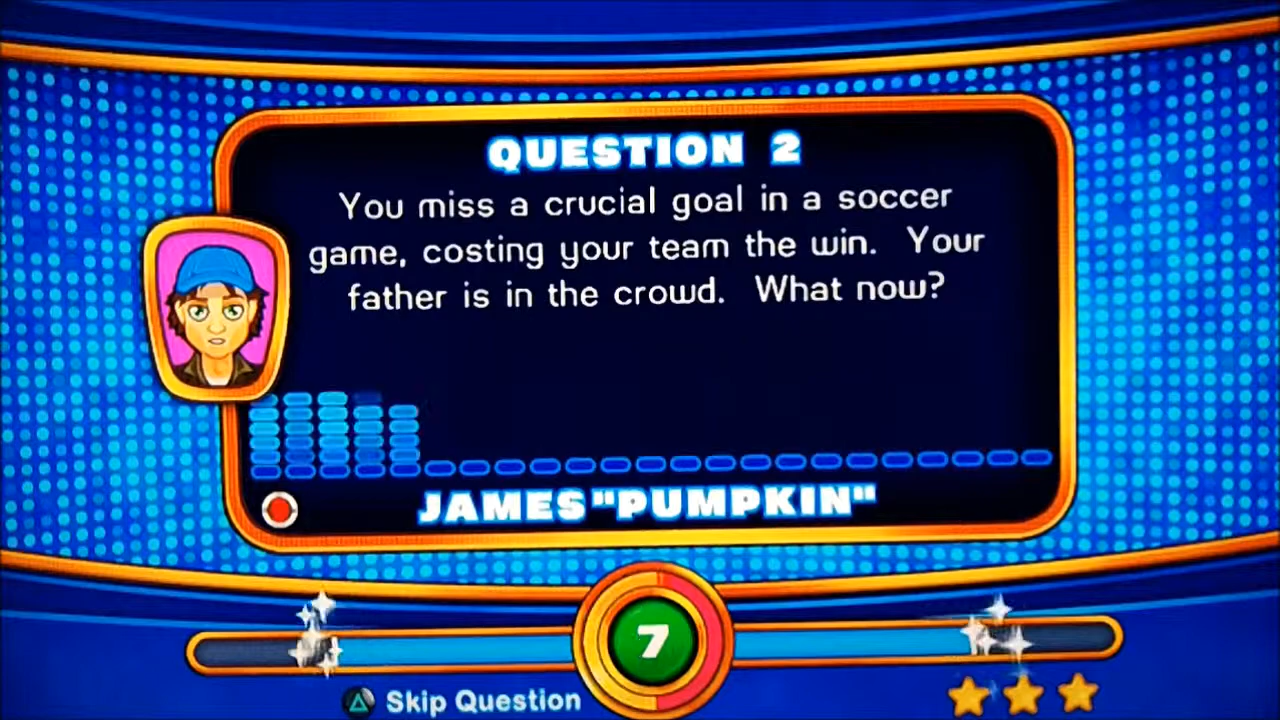 QUESTION 2
You miss a crucial goal in a soccer
game, costing your team the win. Your
father is in the crowd. What now?
JAMES "PUMPKIN"
7
Skip Question